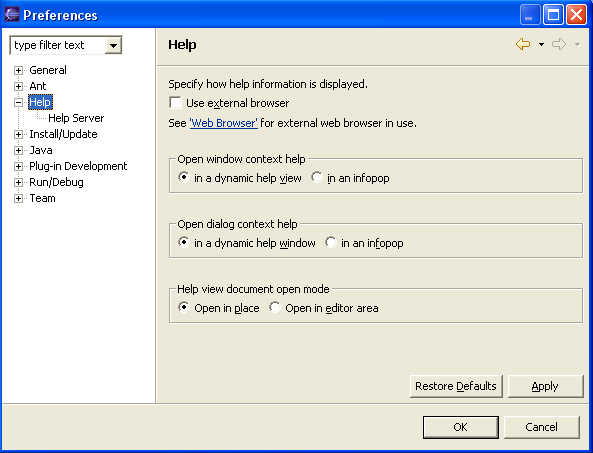 Preferences
type filter text
Help
General
Ant
Help
Help Server
Install/Update
Java
Plug-in Development
Run/Debug
Team
Specify how help information is displayed.
Use external browser
See 'Web Browser' for external web browser in use.
Open window context help
in a dynamic help view in an infopop
Open dialog context help
in a dynamic help window in an infopop
Help view document open mode
Open in place Open in editor area
Restore Defaults Apply
OK Cancel